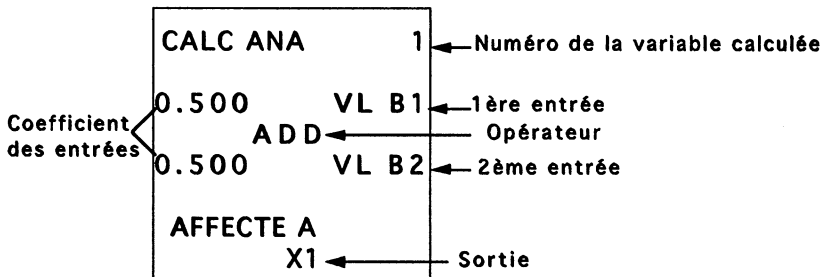 CALC ANA 1 Numéro de la variable calculée
0.500 VL B1 1ère entrée
Coefficient des entrées
ADD Opérateur
0.500 VL B2 2ème entrée
AFFECTE A
X1 Sortie